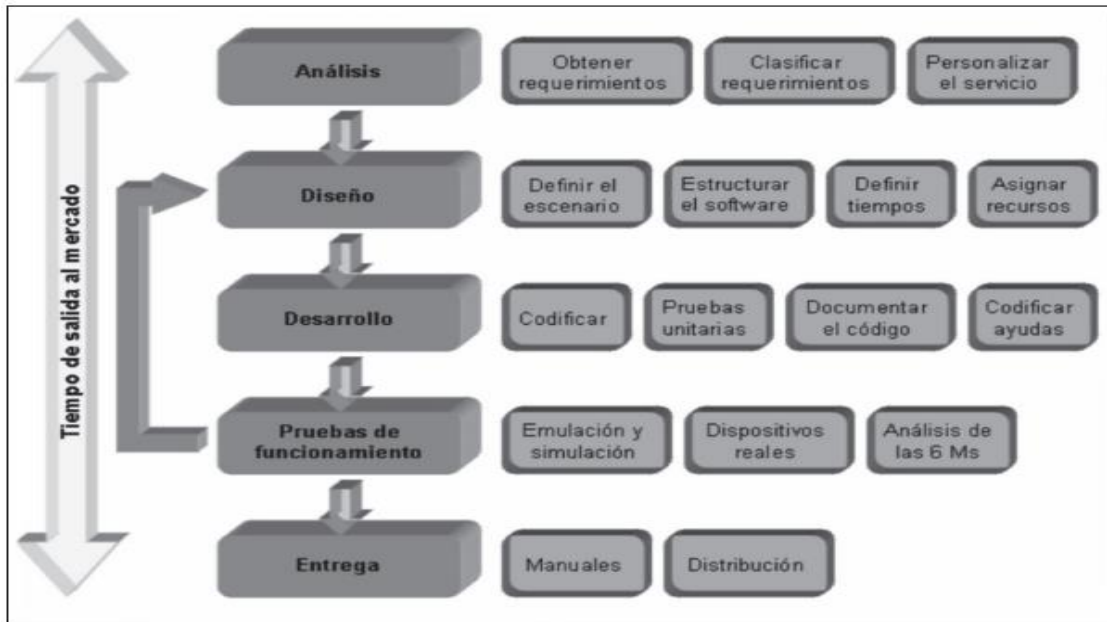 Tiempo de salida al mercado
Análisis
Obtener
requerimientos
Clasificar
requerimientos
Personalizar
el servicio
Diseño
Definir el
escenario
Estructurar
el software
Definir
tiempos
Asignar
recursos
Desarrollo
Codificar
Pruebas
unitarias
Documentar
el código
Codificar
ayudas
Pruebas de
funcionamiento
Emulación y
simulación
Dispositivos
reales
Análisis de
las 6 Ms
Entrega
Manuales
Distribución